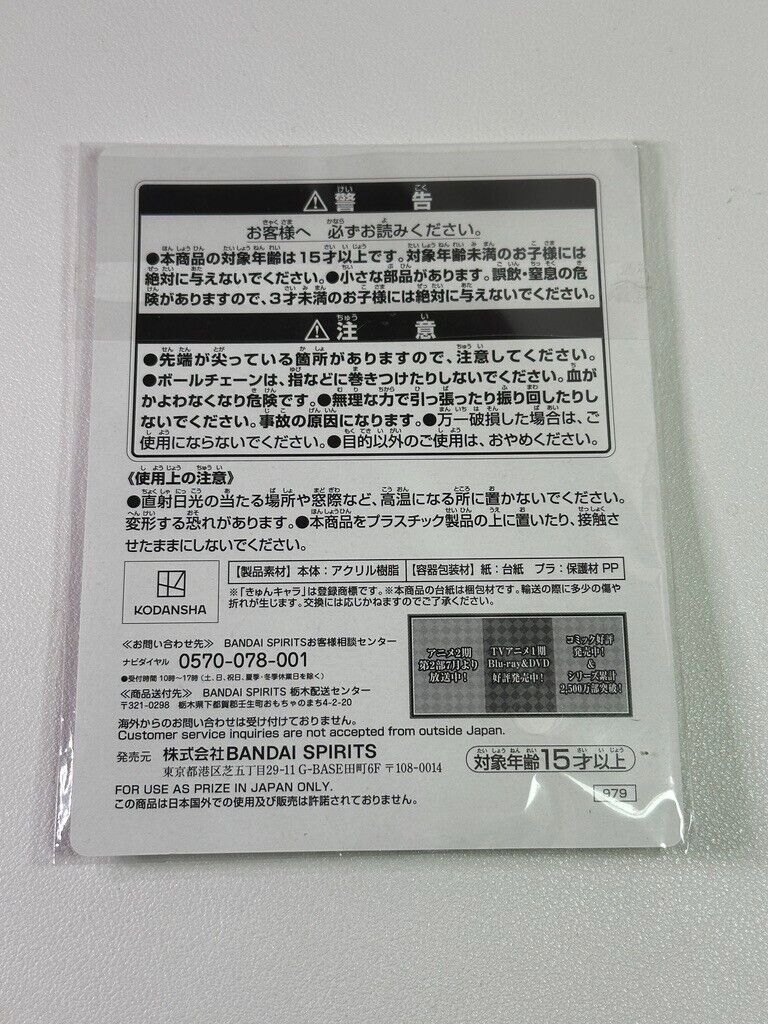 ⚠警告
お客様へ 必ずお読みください。
●本商品の対象年齢は15才以上です。対象年齢未満のお子様には
絶対に与えないでください。●小さな部品があります。誤飲・窒息の危
険がありますので、3才未満のお子様には絶対に与えないでください。
⚠注意
●先端が尖っている箇所がありますので、注意してください。
●ボールチェーンは、指などに巻きつけたりしないでください。血が
かよわなくなり危険です。●無理な力で引っ張ったり振り回したりし
ないでください。事故の原因になります。●万一破損した場合は、ご
使用にならないでください。●目的以外のご使用は、おやめください。
《使用上の注意》
●直射日光の当たる場所や窓際など、高温になる所に置かないでください。
変形する恐れがあります。●本商品をプラスチック製品の上に置いたり、接触さ
せたままにしないでください。
KODANSHA
【製品素材】本体：アクリル樹脂 【容器包装材】紙：台紙 プラ：保護材 PP
※「きゅんキャラ」は登録商標です。※本商品の台紙は梱包材です。輸送の際に多少の傷や
折れが生じます。交換には応じかねますのでご了承ください。
≪お問い合わせ先≫ BANDAI SPIRITSお客様相談センター
ナビダイヤル 0570-078-001
●受付時間 10時〜17時（土、日、祝日、夏季・冬季休業日を除く）
≪商品送付先≫ BANDAI SPIRITS 栃木配送センター
〒321-0298 栃木県下都賀郡壬生町おもちゃのまち4-2-20
アニメ2期
第2部7月より
放送中！
TVアニメ1期
Blu-ray&DVD
好評発売中！
コミック好評
発売中！
&
シリーズ累計
2,500万部突破！
海外からのお問い合わせは受け付けておりません。
Customer service inquiries are not accepted from outside Japan.
発売元 株式会社BANDAI SPIRITS
東京都港区芝五丁目29-11 G-BASE田町6F 〒108-0014
対象年齢15才以上
FOR USE AS PRIZE IN JAPAN ONLY.
この商品は日本国外での使用及び販売は許諾されておりません。
979